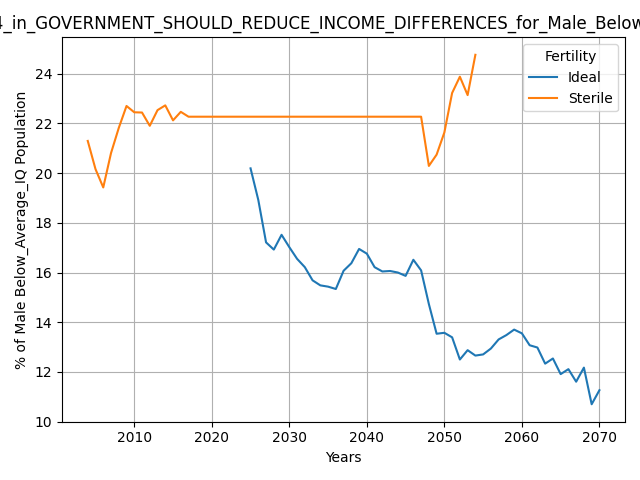 4_in_GOVERNMENT_SHOULD_REDUCE_INCOME_DIFFERENCES_for_Male_Below
Fertility
Ideal
Sterile
% of Male Below_Average_IQ Population
24
22
20
18
16
14
12
10
2010 2020 2030 2040 2050 2060 2070
Years